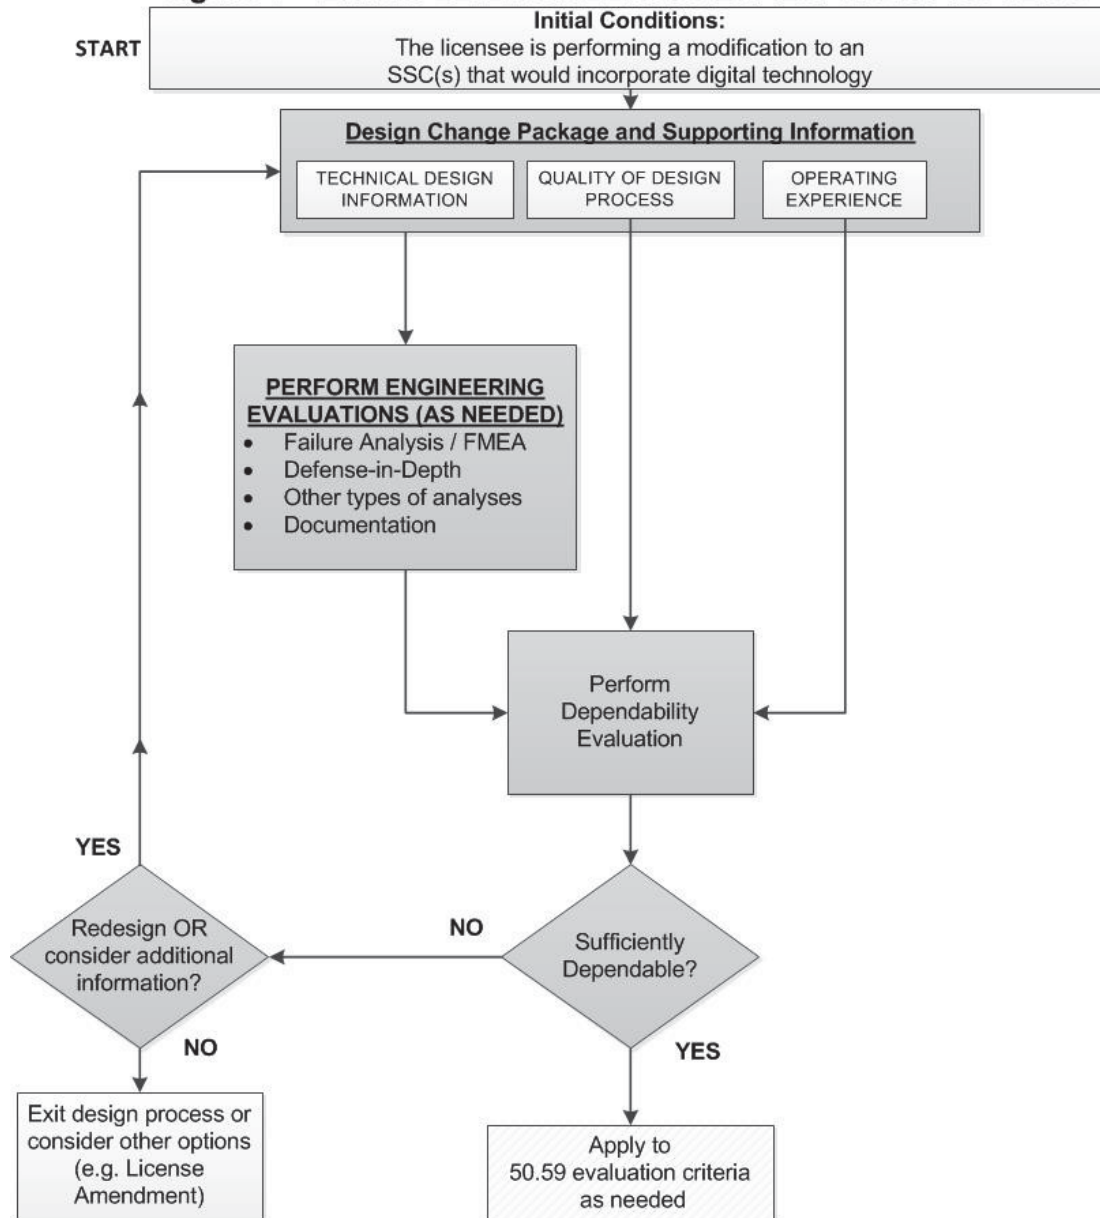 Initial Conditions:
START
The licensee is performing a modification to an
SSC(s) that would incorporate digital technology
Design Change Package and Supporting Information
TECHNICAL DESIGN
INFORMATION
QUALITY OF DESIGN
PROCESS
OPERATING
EXPERIENCE
PERFORM ENGINEERING
EVALUATIONS (AS NEEDED)
• Failure Analysis / FMEA
• Defense-in-Depth
• Other types of analyses
• Documentation
Perform
Dependability
Evaluation
Sufficiently
Dependable?
NO
YES
Redesign OR
consider additional
information?
YES
NO
Exit design process or
consider other options
(e.g. License
Amendment)
Apply to
50.59 evaluation criteria
as needed